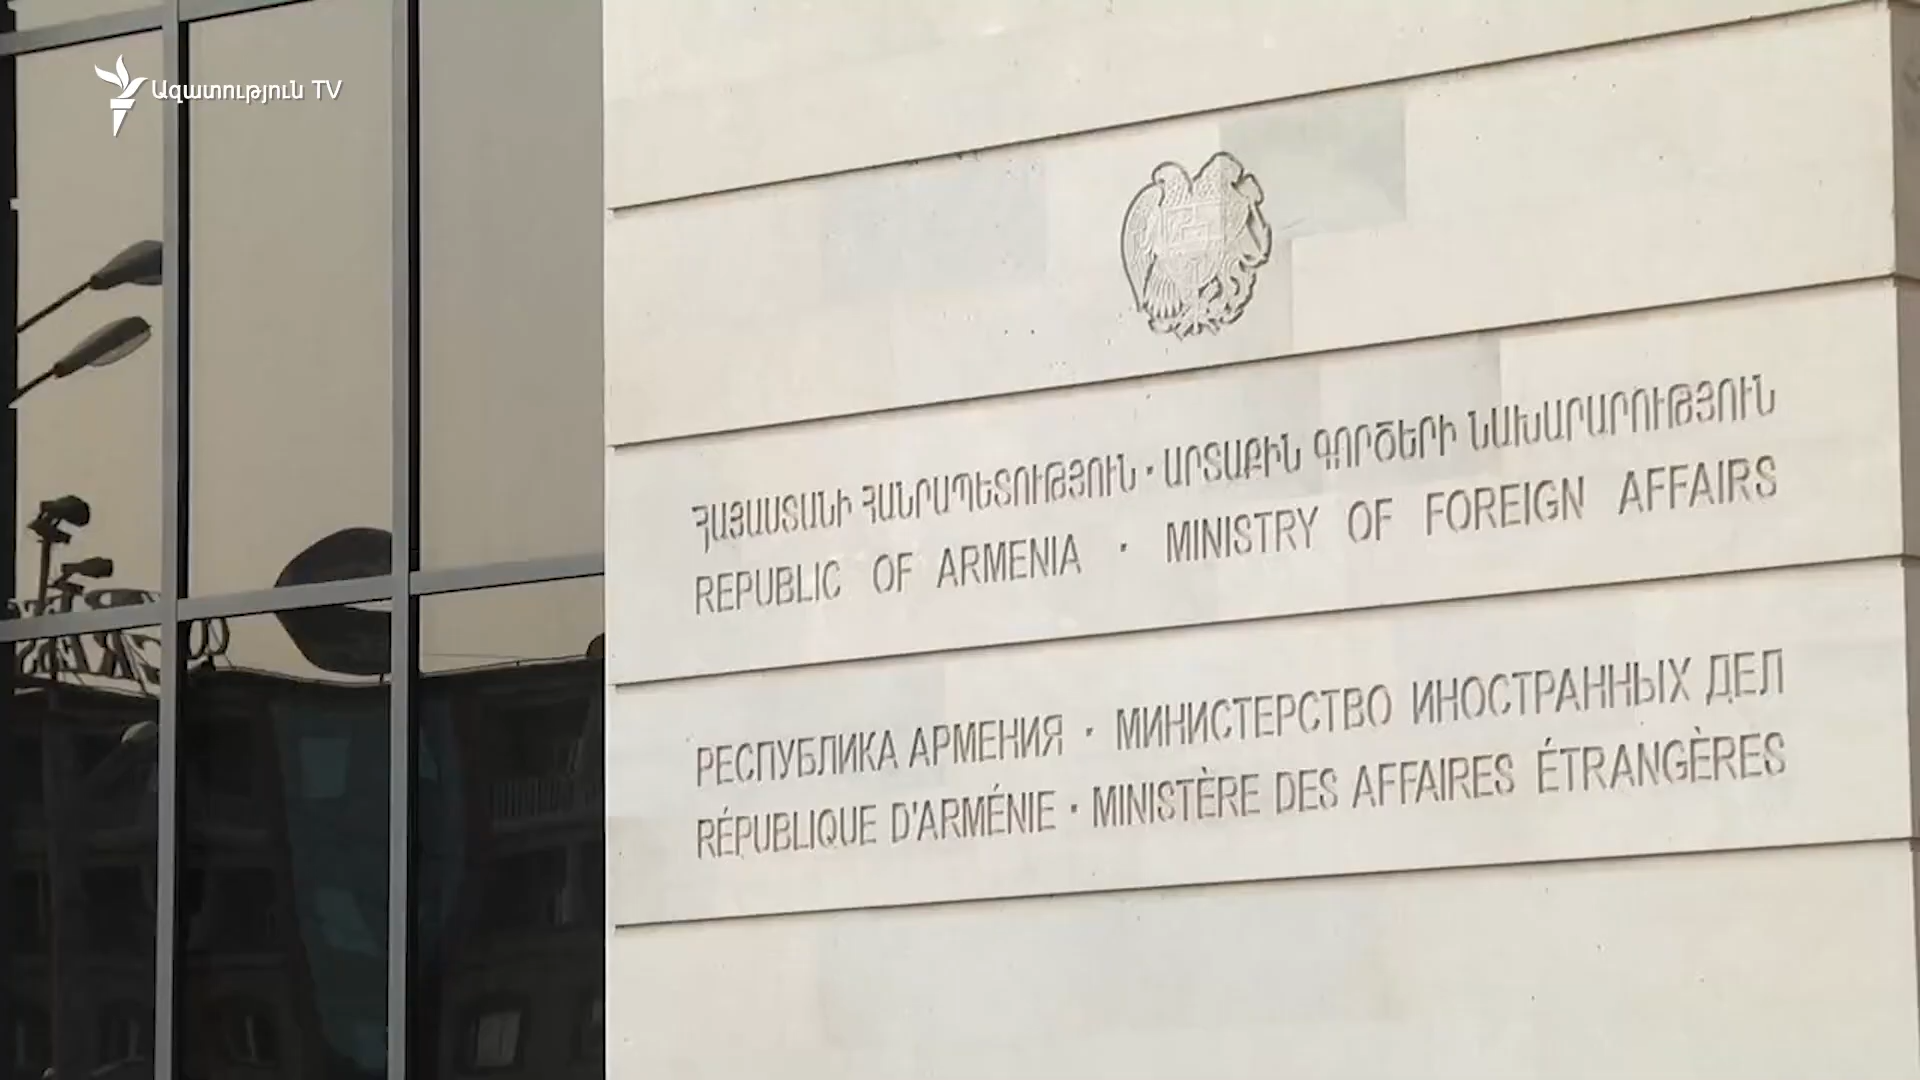 Ազատություն TV
ՀԱՅԱՍՏԱՆԻ ՀԱՆՐԱՊԵՏՈՒԹՅՈՒՆ · ԱՐՏԱՔԻՆ ԳՈՐԾԵՐԻ ՆԱԽԱՐԱՐՈՒԹՅՈՒՆ
REPUBLIC OF ARMENIA · MINISTRY OF FOREIGN AFFAIRS
РЕСПУБЛИКА АРМЕНИЯ · МИНИСТЕРСТВО ИНОСТРАННЫХ ДЕЛ
RÉPUBLIQUE D'ARMÉNIE · MINISTÈRE DES AFFAIRES ÉTRANGÈRES